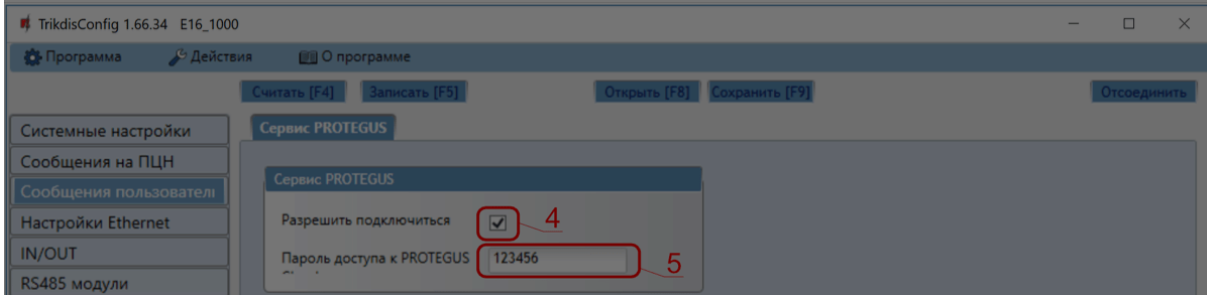 TrikdisConfig 1.66.34 E16_1000
Программа Действия О программе
Считать [F4] Записать [F5] Открыть [F8] Сохранить [F9] Отсоединить
Системные настройки
Сообщения на ПЦН
Сообщения пользовател
Настройки Ethernet
IN/OUT
RS485 модули
Сервис PROTEGUS
Сервис PROTEGUS
Разрешить подключиться 4
Пароль доступа к PROTEGUS 123456 5